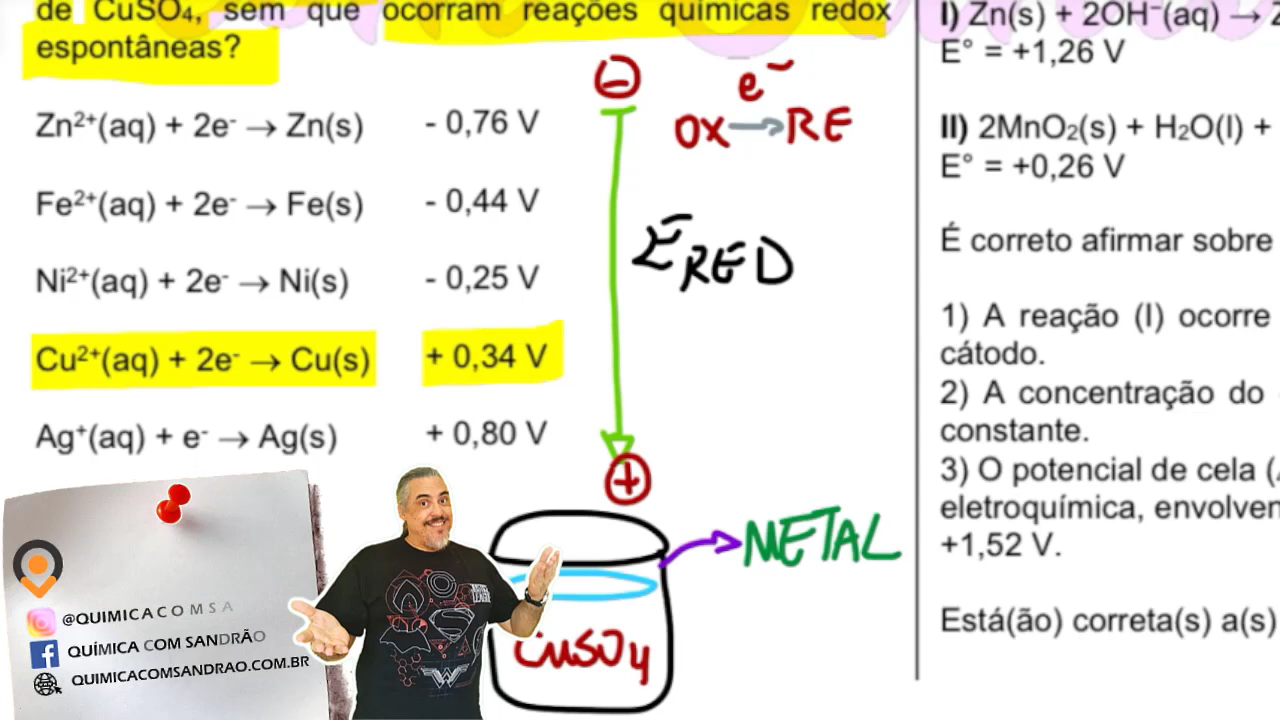 de CuSO₄, sem que ocorram reações químicas redox
espontâneas?
Zn²⁺(aq) + 2e⁻ → Zn(s) - 0,76 V
Fe²⁺(aq) + 2e⁻ → Fe(s) - 0,44 V
Ni²⁺(aq) + 2e⁻ → Ni(s) - 0,25 V
Cu²⁺(aq) + 2e⁻ → Cu(s) + 0,34 V
Ag⁺(aq) + e⁻ → Ag(s) + 0,80 V
−
e⁻
OX → RE
ERED
+
METAL
CuSO4
@QUIMICACOMSA
QUÍMICA COM SANDRÃO
QUIMICACOMSANDRAO.COM.BR
I) Zn(s) + 2OH⁻(aq) →
E° = +1,26 V
II) 2MnO₂(s) + H₂O(l) +
E° = +0,26 V
É correto afirmar sobre
1) A reação (I) ocorre
cátodo.
2) A concentração do
constante.
3) O potencial de cela (
eletroquímica, envolven
+1,52 V.
Está(ão) correta(s) a(s)